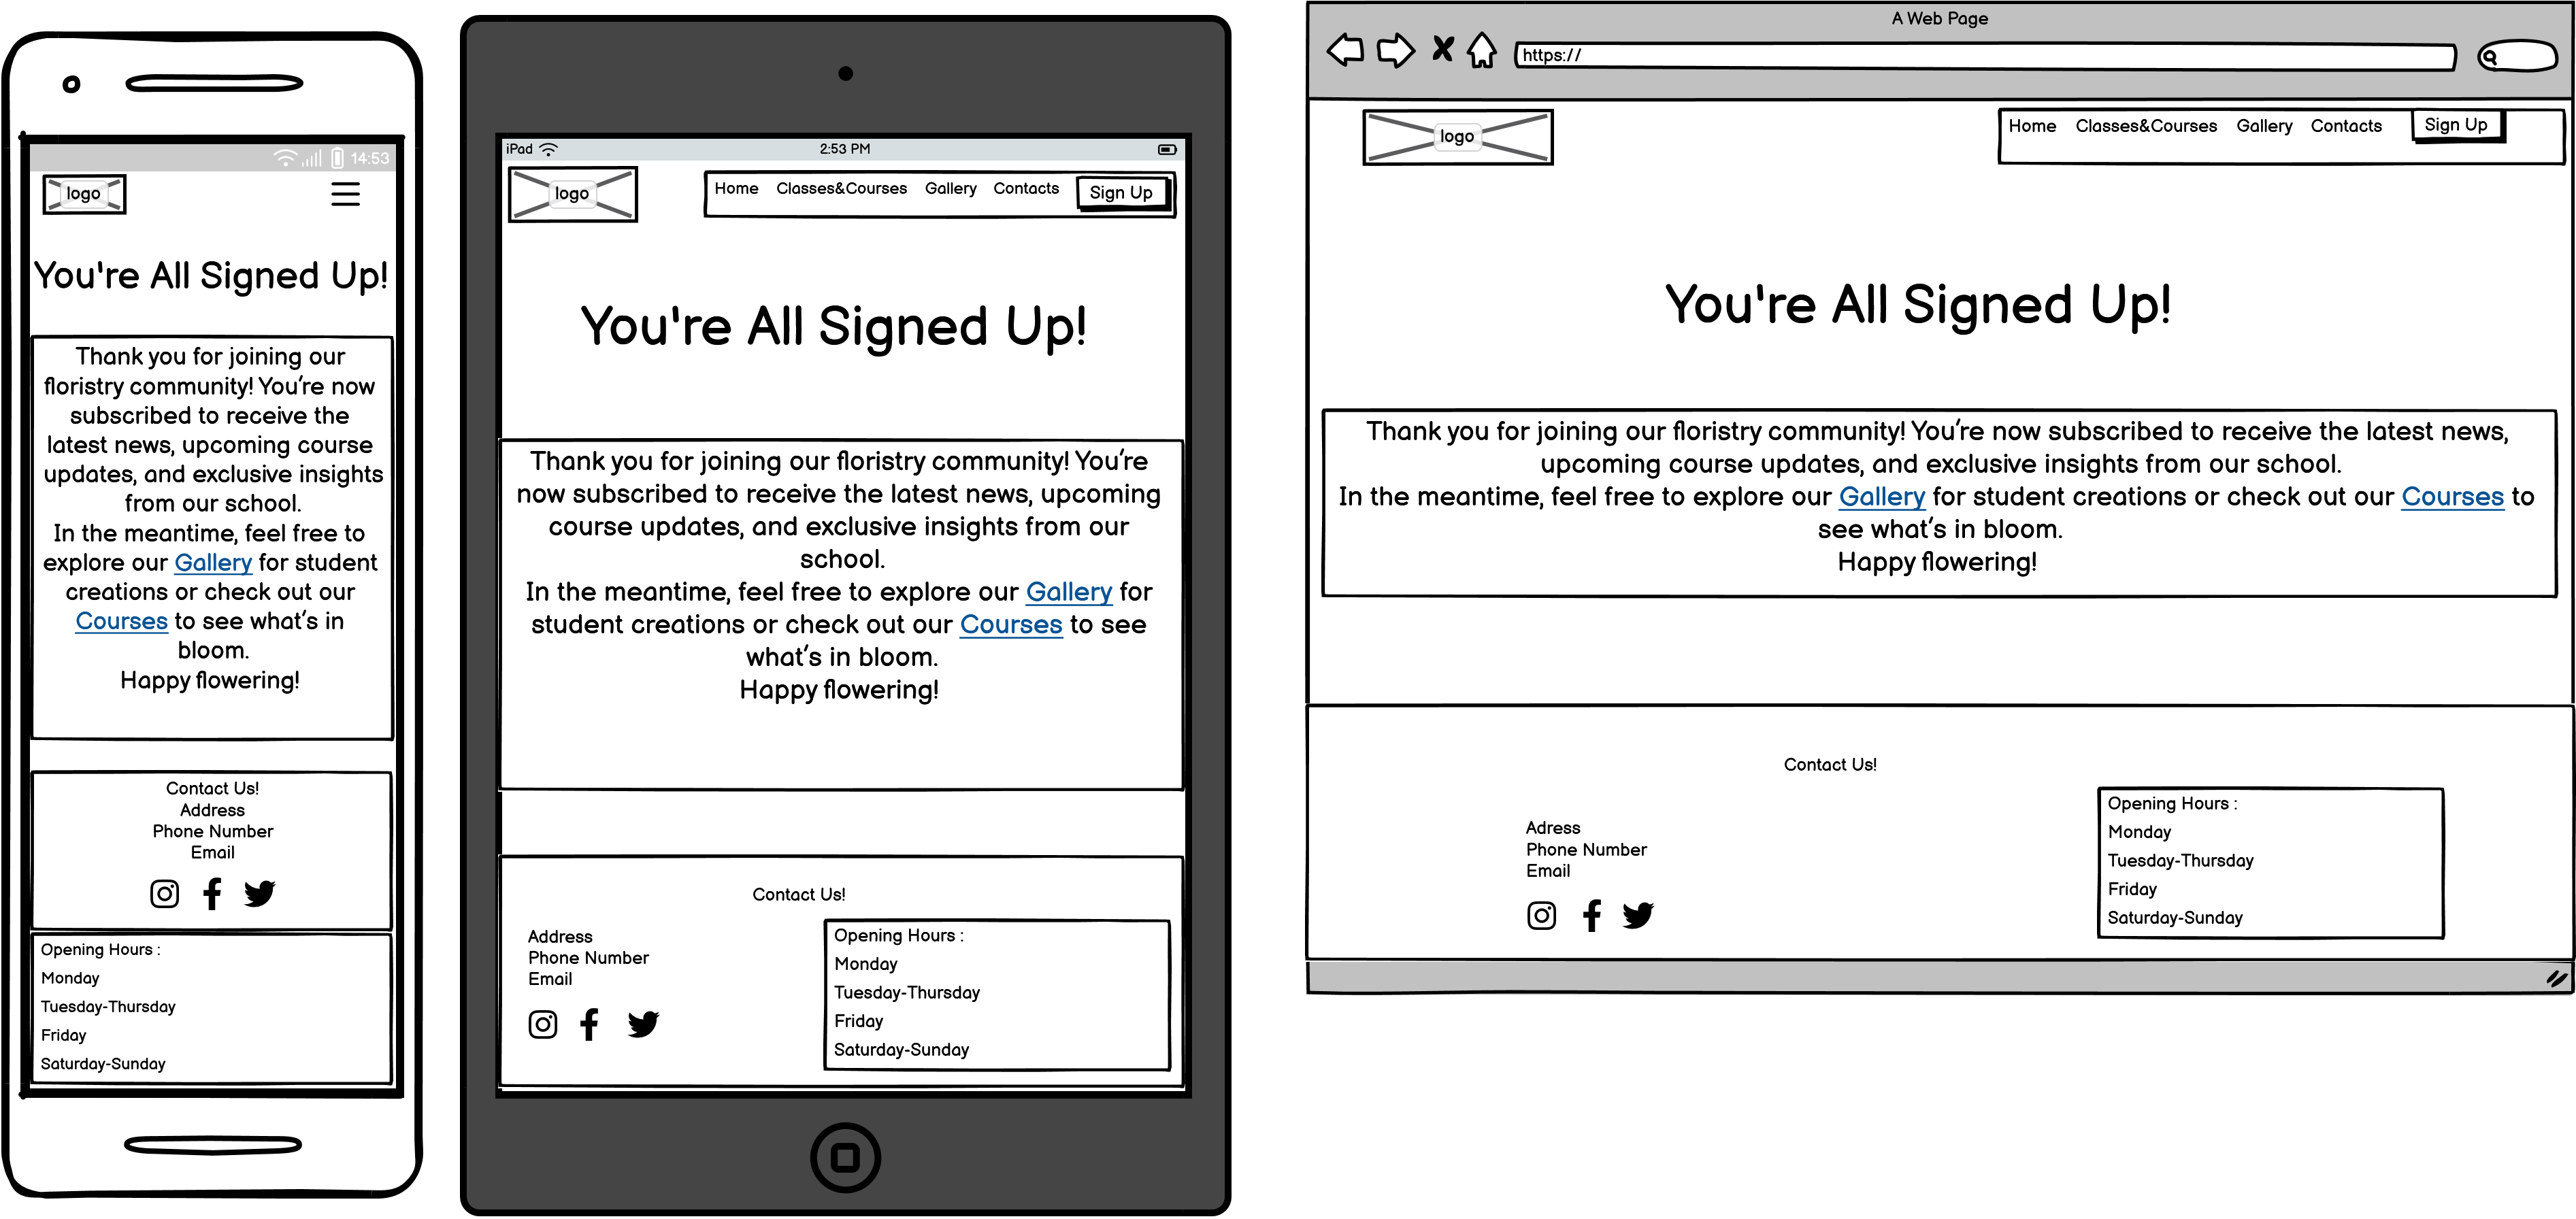 14:53
logo
You're All Signed Up!
Thank you for joining our
floristry community! You're now
subscribed to receive the
latest news, upcoming course
updates, and exclusive insights
from our school.
In the meantime, feel free to
explore our Gallery for student
creations or check out our
Courses to see what's in
bloom.
Happy flowering!
Contact Us!
Address
Phone Number
Email
Opening Hours :
Monday
Tuesday-Thursday
Friday
Saturday-Sunday
iPad 2:53 PM
logo
Home Classes&Courses Gallery Contacts Sign Up
You're All Signed Up!
Thank you for joining our floristry community! You're
now subscribed to receive the latest news, upcoming
course updates, and exclusive insights from our
school.
In the meantime, feel free to explore our Gallery for
student creations or check out our Courses to see
what's in bloom.
Happy flowering!
Contact Us!
Address
Phone Number
Email
Opening Hours :
Monday
Tuesday-Thursday
Friday
Saturday-Sunday
A Web Page
https://
logo
Home Classes&Courses Gallery Contacts Sign Up
You're All Signed Up!
Thank you for joining our floristry community! You're now subscribed to receive the latest news,
upcoming course updates, and exclusive insights from our school.
In the meantime, feel free to explore our Gallery for student creations or check out our Courses to
see what's in bloom.
Happy flowering!
Contact Us!
Adress
Phone Number
Email
Opening Hours :
Monday
Tuesday-Thursday
Friday
Saturday-Sunday